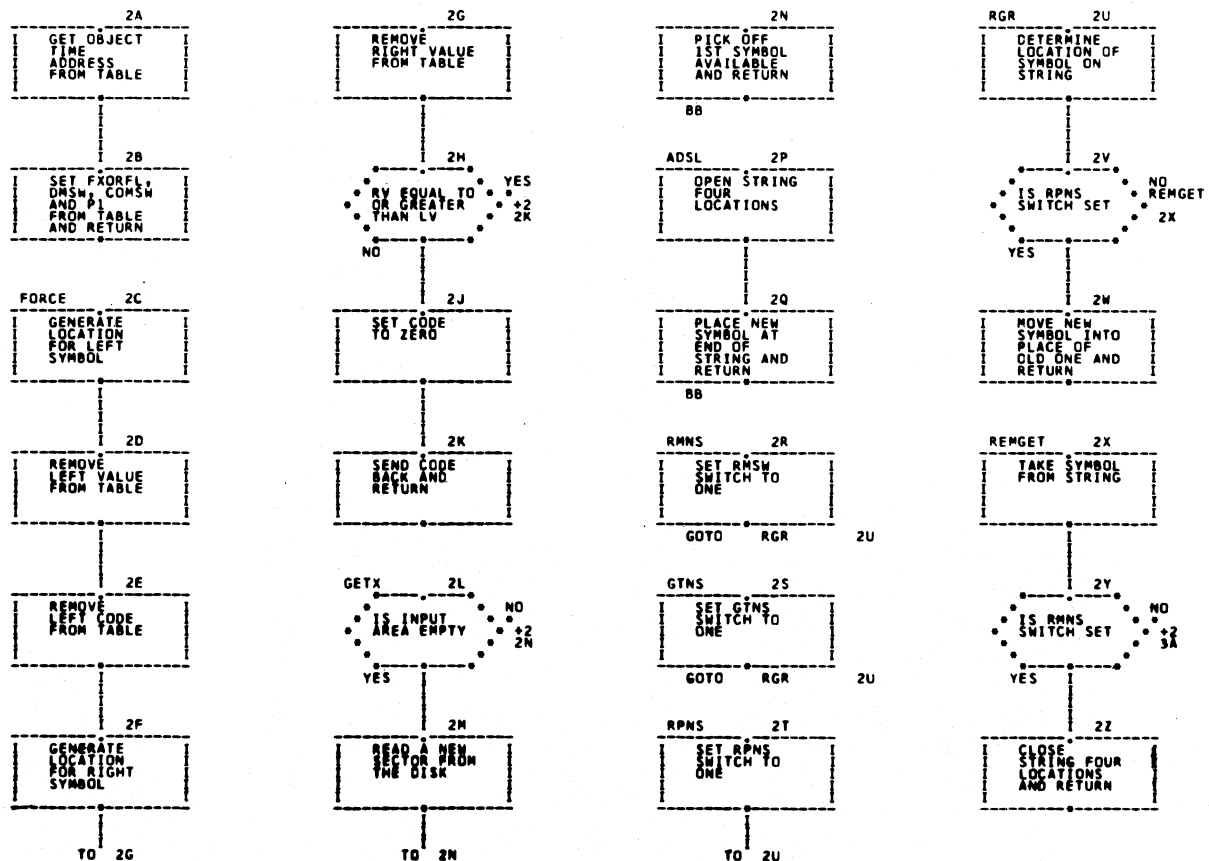 2A
GET OBJECT
TIME
ADDRESS
FROM TABLE
2B
SET FXORFL,
DMSW, COMSW
AND P1
FROM TABLE
AND RETURN
FORCE 2C
GENERATE
LOCATION
FOR LEFT
SYMBOL
2D
REMOVE
LEFT VALUE
FROM TABLE
2E
REMOVE
LEFT CODE
FROM TABLE
2F
GENERATE
LOCATION
FOR RIGHT
SYMBOL
TO 2G
2G
REMOVE
RIGHT VALUE
FROM TABLE
2H
RV EQUAL TO
OR GREATER
THAN LV
YES
+2
2K
NO
2J
SET CODE
TO ZERO
2K
SEND CODE
BACK AND
RETURN
GETX 2L
IS INPUT
AREA EMPTY
NO
+2
2N
YES
2M
READ A NEW
SECTOR FROM
THE DISK
TO 2N
2N
PICK OFF
1ST SYMBOL
AVAILABLE
AND RETURN
BB
ADSL 2P
OPEN STRING
FOUR
LOCATIONS
2Q
PLACE NEW
SYMBOL AT
END OF
STRING AND
RETURN
BB
RMNS 2R
SET RMSW
SWITCH TO
ONE
GOTO RGR 2U
GTNS 2S
SET GTNS
SWITCH TO
ONE
GOTO RGR 2U
RPNS 2T
SET RPNS
SWITCH TO
ONE
TO 2U
RGR 2U
DETERMINE
LOCATION OF
SYMBOL ON
STRING
2V
IS RPNS
SWITCH SET
NO
REMGET
2X
YES
2W
MOVE NEW
SYMBOL INTO
PLACE OF
OLD ONE AND
RETURN
REMGET 2X
TAKE SYMBOL
FROM STRING
2Y
IS RMNS
SWITCH SET
NO
+2
3A
YES
2Z
CLOSE
STRING FOUR
LOCATIONS
AND RETURN